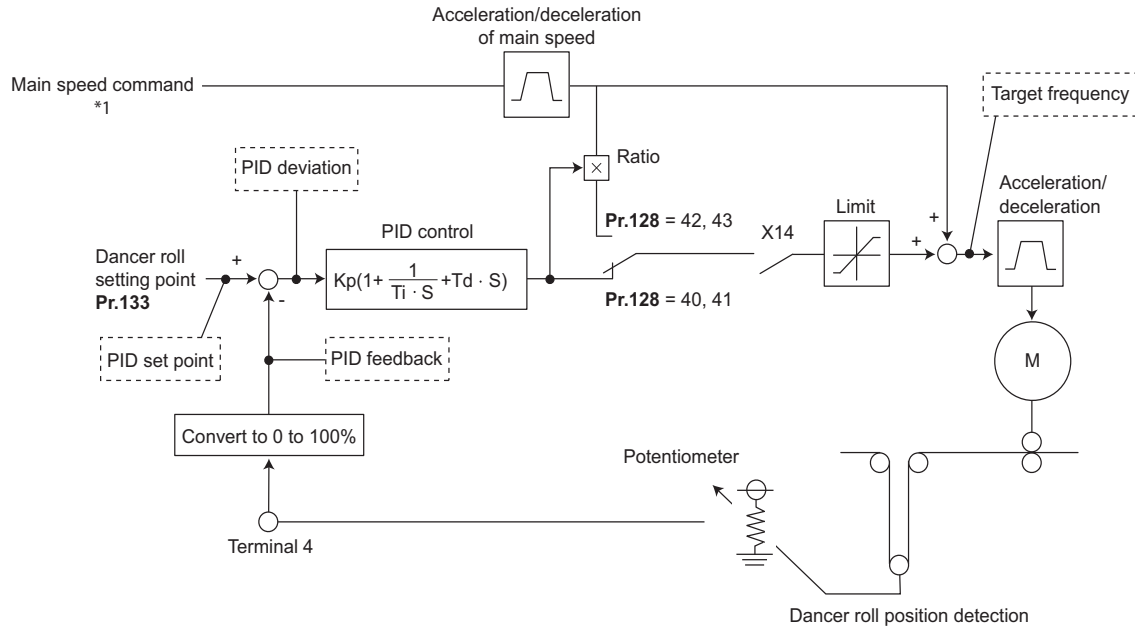 Acceleration/deceleration
of main speed
Main speed command
*1
Target frequency
PID deviation
Ratio
Acceleration/
deceleration
Pr.128 = 42, 43
Limit
PID control
X14
+
+
Dancer roll
setting point
Pr.133
+
-
Kp(1+ 1/(Ti · S) +Td · S)
Pr.128 = 40, 41
PID set point
PID feedback
M
Convert to 0 to 100%
Potentiometer
Terminal 4
Dancer roll position detection